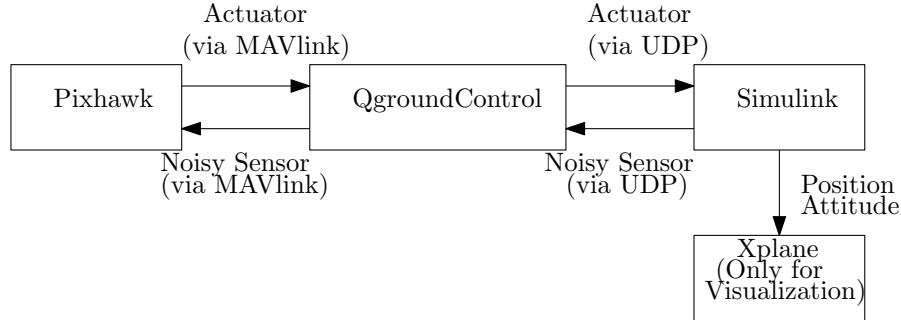 Actuator
(via MAVlink)
Actuator
(via UDP)
Pixhawk
QgroundControl
Simulink
Noisy Sensor
(via MAVlink)
Noisy Sensor
(via UDP)
Position
Attitude
Xplane
(Only for
Visualization)